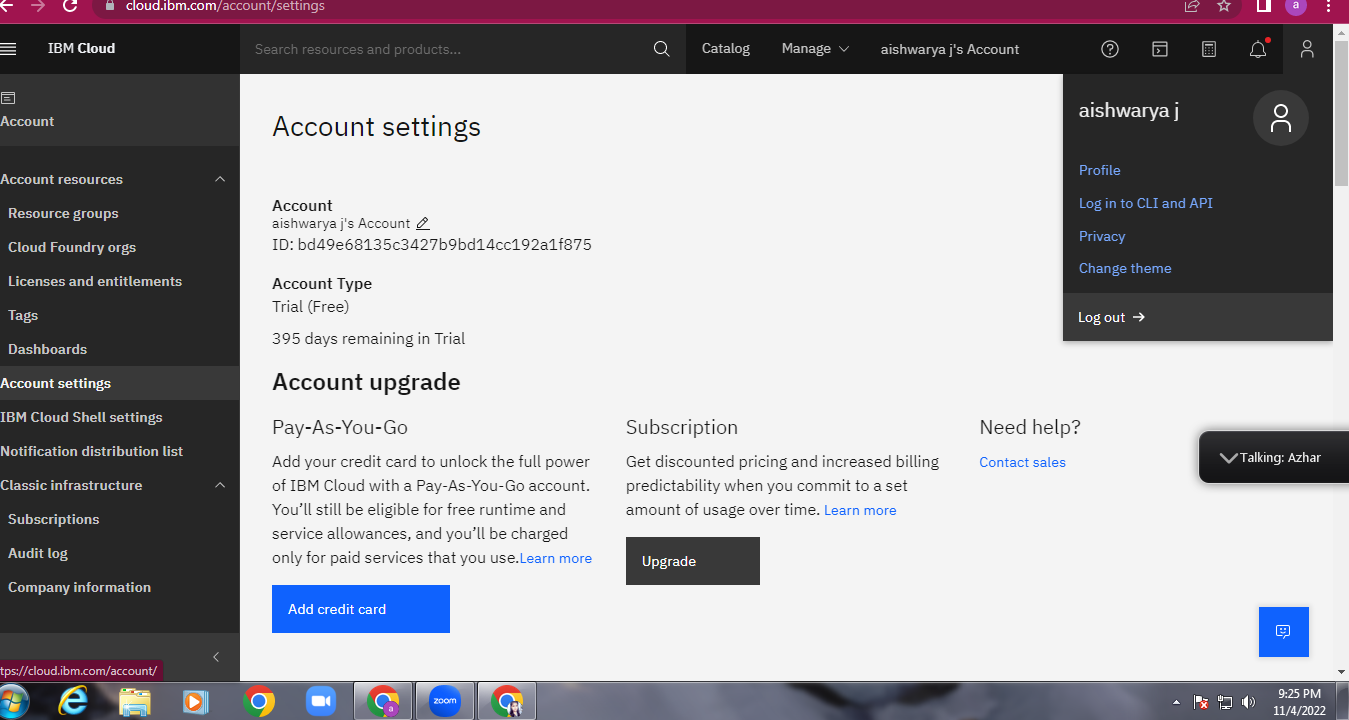 cloud.ibm.com/account/settings
a
IBM Cloud
Search resources and products...
Catalog
Manage
aishwarya j's Account
Account
Account resources
Resource groups
Cloud Foundry orgs
Licenses and entitlements
Tags
Dashboards
Account settings
IBM Cloud Shell settings
Notification distribution list
Classic infrastructure
Subscriptions
Audit log
Company information
tps://cloud.ibm.com/account/
Account settings
Account
aishwarya j's Account
ID: bd49e68135c3427b9bd14cc192a1f875
Account Type
Trial (Free)
395 days remaining in Trial
Account upgrade
Pay-As-You-Go
Add your credit card to unlock the full power
of IBM Cloud with a Pay-As-You-Go account.
You’ll still be eligible for free runtime and
service allowances, and you’ll be charged
only for paid services that you use.Learn more
Add credit card
Subscription
Get discounted pricing and increased billing
predictability when you commit to a set
amount of usage over time. Learn more
Upgrade
Need help?
Contact sales
aishwarya j
Profile
Log in to CLI and API
Privacy
Change theme
Log out
Talking: Azhar
a
zoom
9:25 PM
11/4/2022